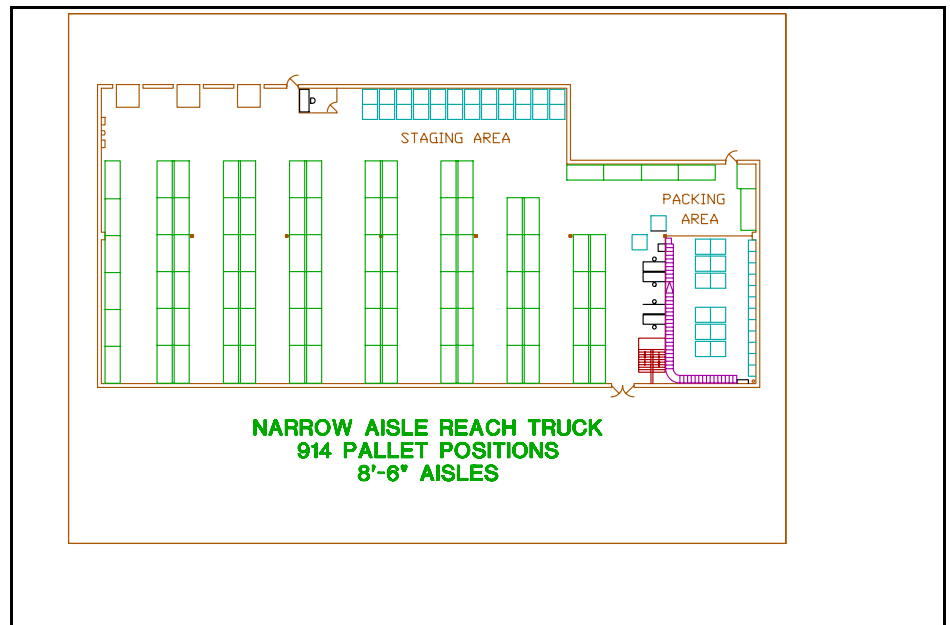 STAGING AREA
PACKING
AREA
NARROW AISLE REACH TRUCK
914 PALLET POSITIONS
8'-6" AISLES